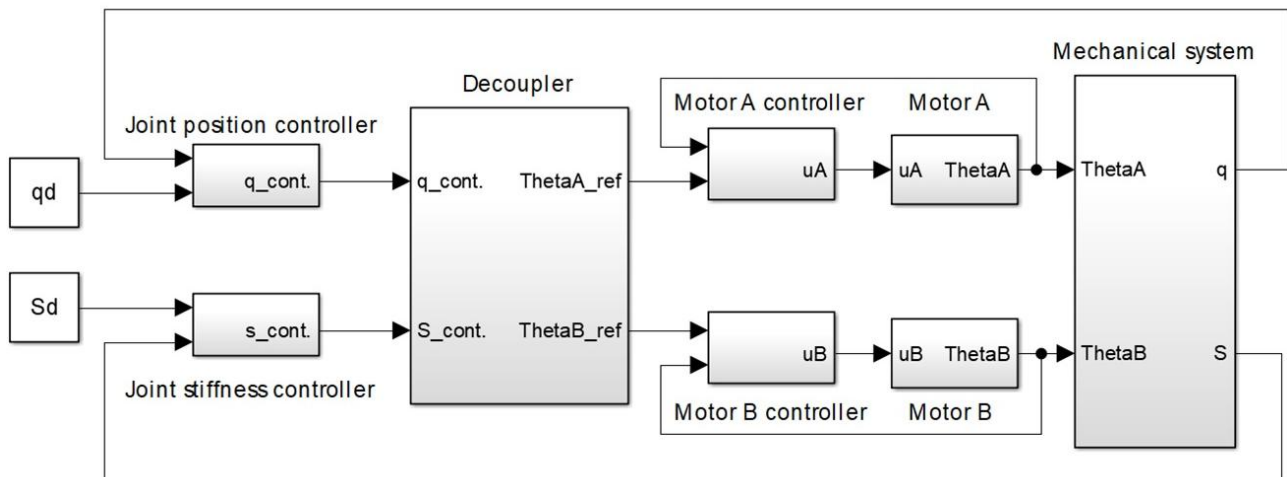 Mechanical system
Decoupler
Motor A controller
Motor A
Joint position controller
qd
q_cont.
q_cont.
ThetaA_ref
uA
uA
ThetaA
ThetaA
q
Sd
s_cont.
S_cont.
ThetaB_ref
uB
uB
ThetaB
ThetaB
S
Joint stiffness controller
Motor B controller
Motor B